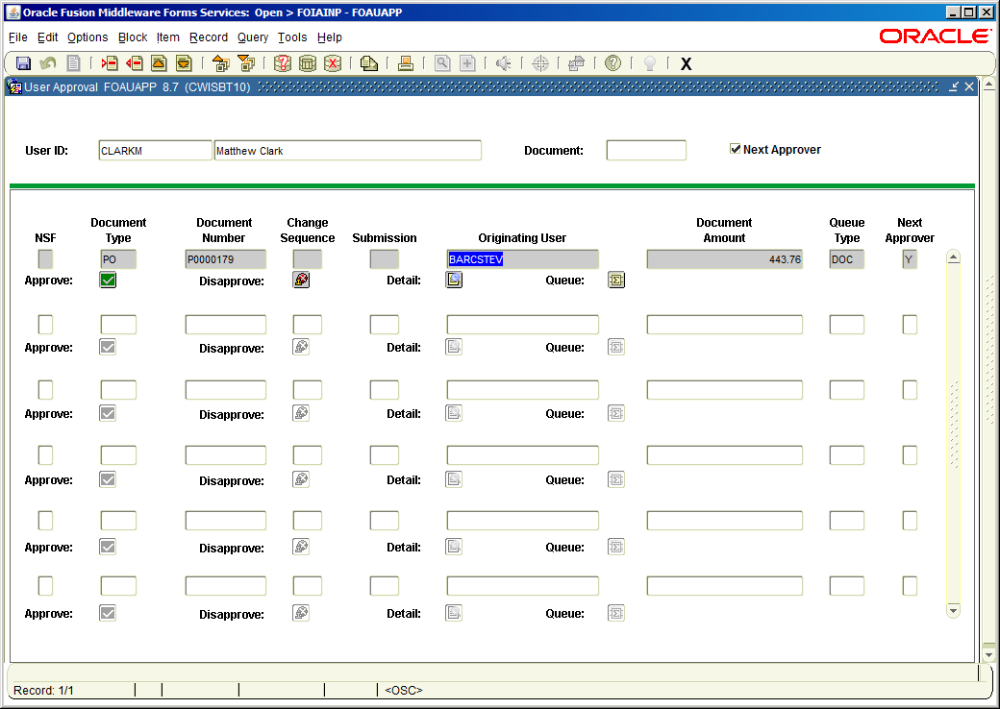 Oracle Fusion Middleware Forms Services:  Open > FOIAINP - FOAUAPP
File Edit Options Block Item Record Query Tools Help
ORACLE
X
User Approval  FOAUAPP  8.7  (CWISBT10)
User ID: CLARKM Matthew Clark Document: Next Approver
Document Document Change Document Queue Next
NSF Type Number Sequence Submission Originating User Amount Type Approver
PO P0000179 BARCSTEV 443.76 DOC Y
Approve: Disapprove: Detail: Queue:
Approve: Disapprove: Detail: Queue:
Approve: Disapprove: Detail: Queue:
Approve: Disapprove: Detail: Queue:
Approve: Disapprove: Detail: Queue:
Approve: Disapprove: Detail: Queue:
Record: 1/1 <OSC>